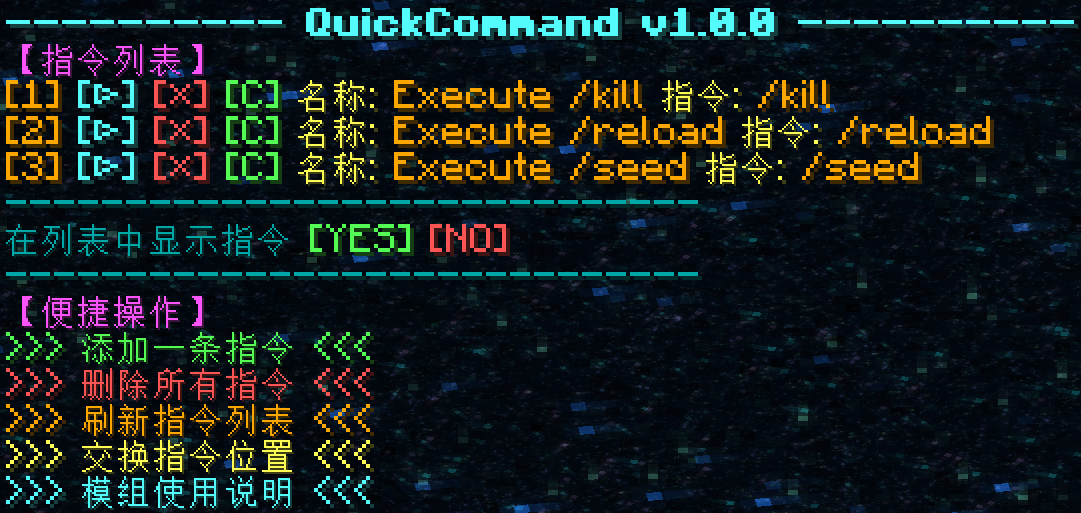 QuickCommand v1.0.0
【指令列表】
[1] [▷] [×] [C] 名称: Execute /kill 指令: /kill
[2] [▷] [×] [C] 名称: Execute /reload 指令: /reload
[3] [▷] [×] [C] 名称: Execute /seed 指令: /seed
在列表中显示指令 [YES] [NO]
【便捷操作】
>>> 添加一条指令 <<<
>>> 删除所有指令 <<<
>>> 刷新指令列表 <<<
>>> 交换指令位置 <<<
>>> 模组使用说明 <<<